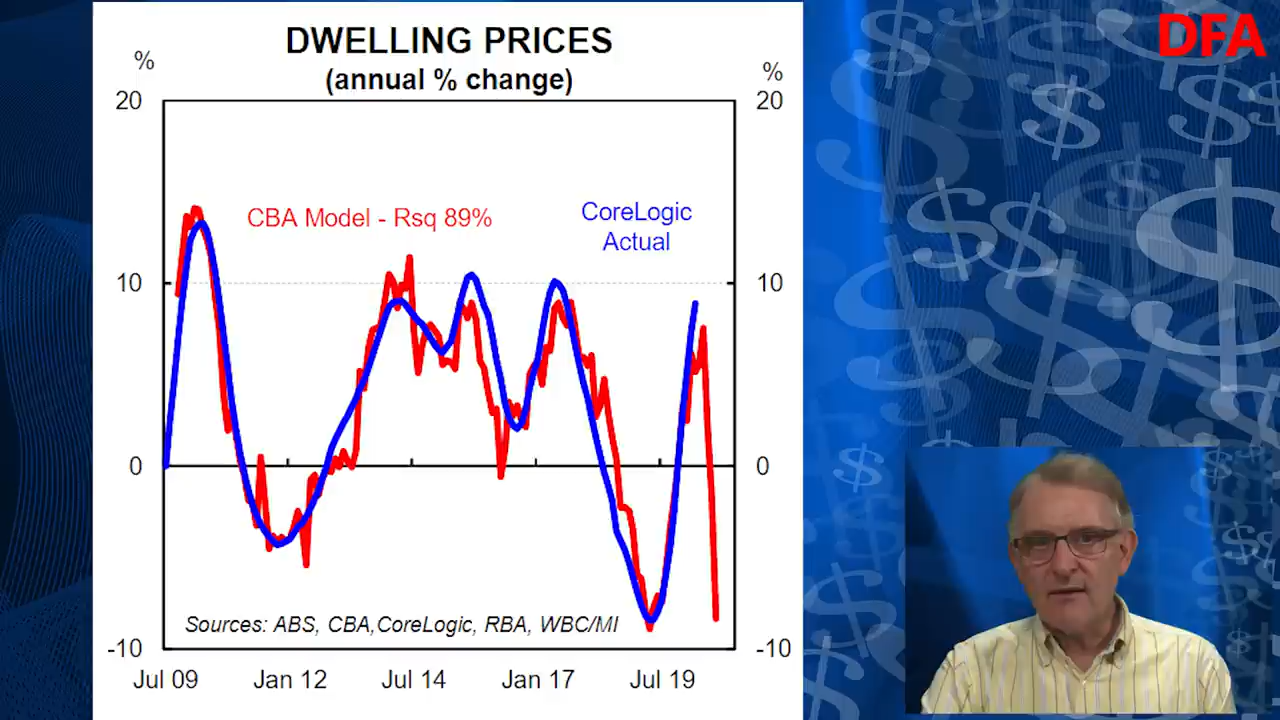 DWELLING PRICES
(annual % change)
DFA
%
%
20
20
CBA Model - Rsq 89%
CoreLogic
Actual
10
10
0
0
Sources: ABS, CBA,CoreLogic, RBA, WBC/MI
-10
-10
Jul 09
Jan 12
Jul 14
Jan 17
Jul 19